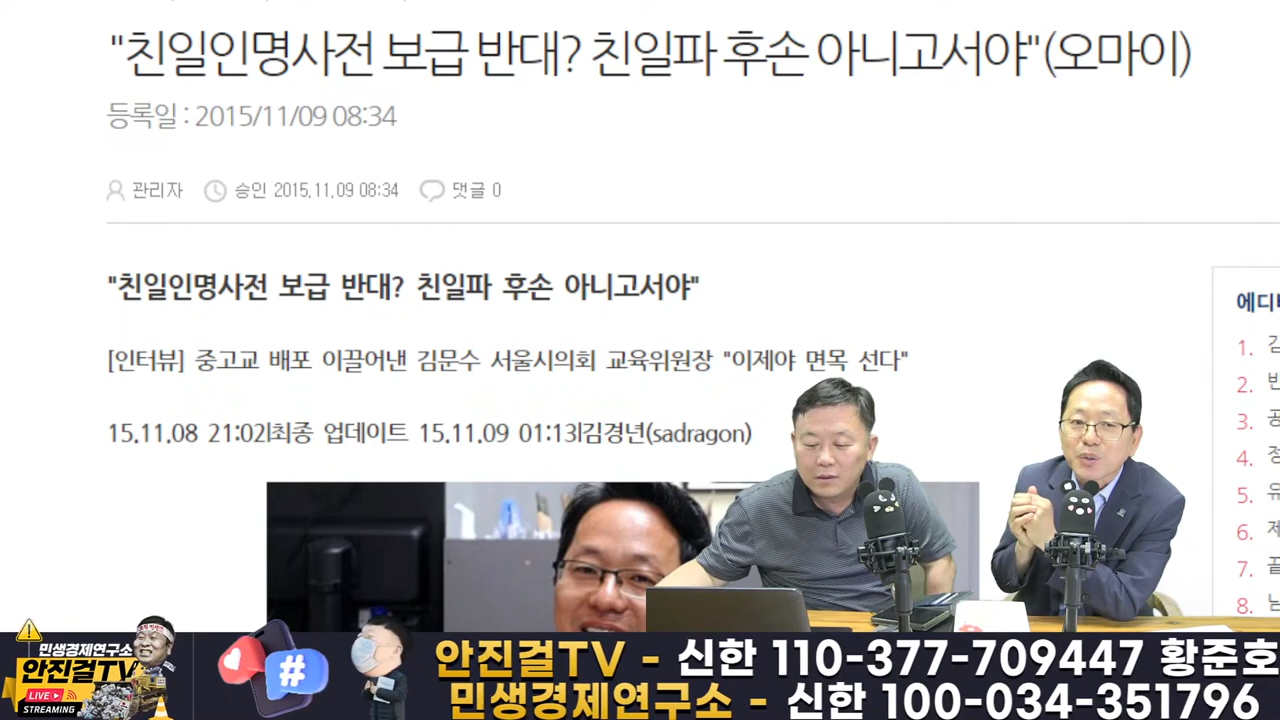 "친일인명사전 보급 반대? 친일파 후손 아니고서야"(오마이)
등록일 : 2015/11/09 08:34
관리자 승인 2015.11.09 08:34 댓글 0
"친일인명사전 보급 반대? 친일파 후손 아니고서야"
에디
[인터뷰] 중고교 배포 이끌어낸 김문수 서울시의회 교육위원장 "이제야 면목 선다"
1.
2.
3.
4.
5.
6.
7.
8.
15.11.08 21:02l최종 업데이트 15.11.09 01:13l김경년(sadragon)
민생경제연구소
안진걸TV
LIVE
STREAMING
#
안진걸TV - 신한 110-377-709447 황준호
민생경제연구소 - 신한 100-034-351796